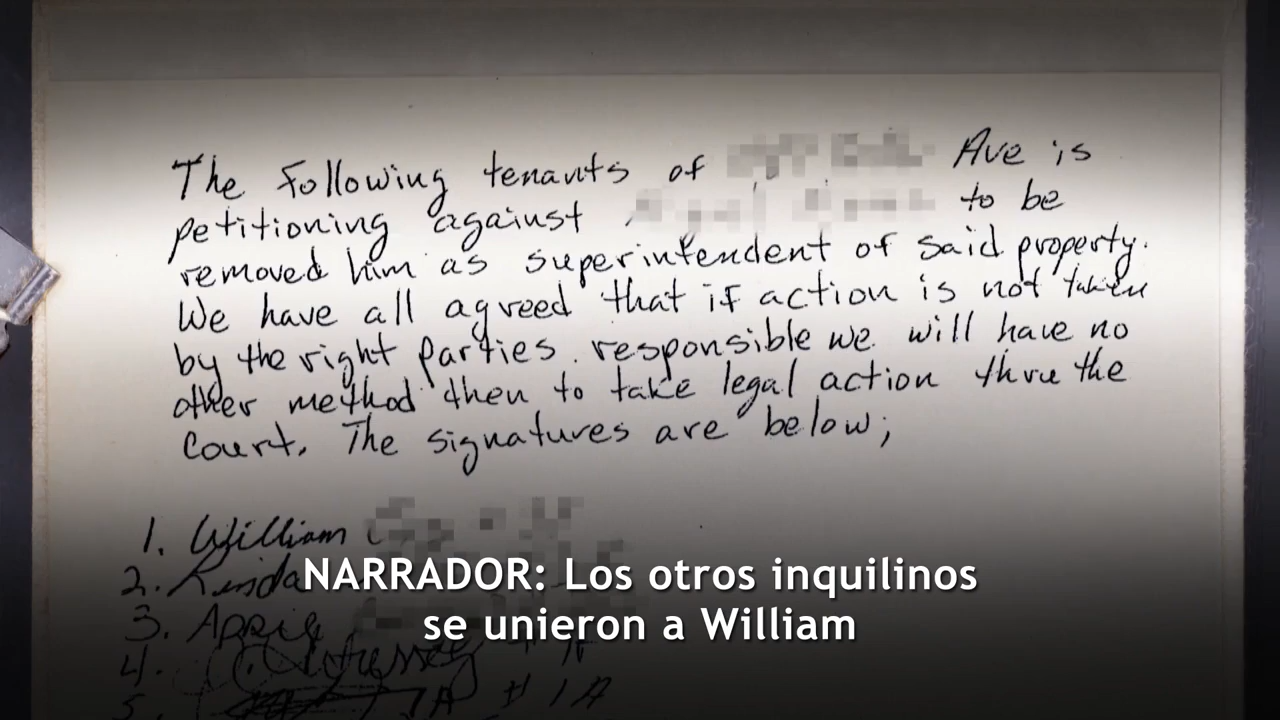 The Following tenants of Ave is
petitioning against to be
removed him as superintendent of said property.
We have all agreed that if action is not taken
by the right parties. responsible we will have no
other method then to take legal action thru the
Court. The signatures are below;
1. William
2. Linda
3. April
4.
5. 1A # 1A
NARRADOR: Los otros inquilinos
se unieron a William